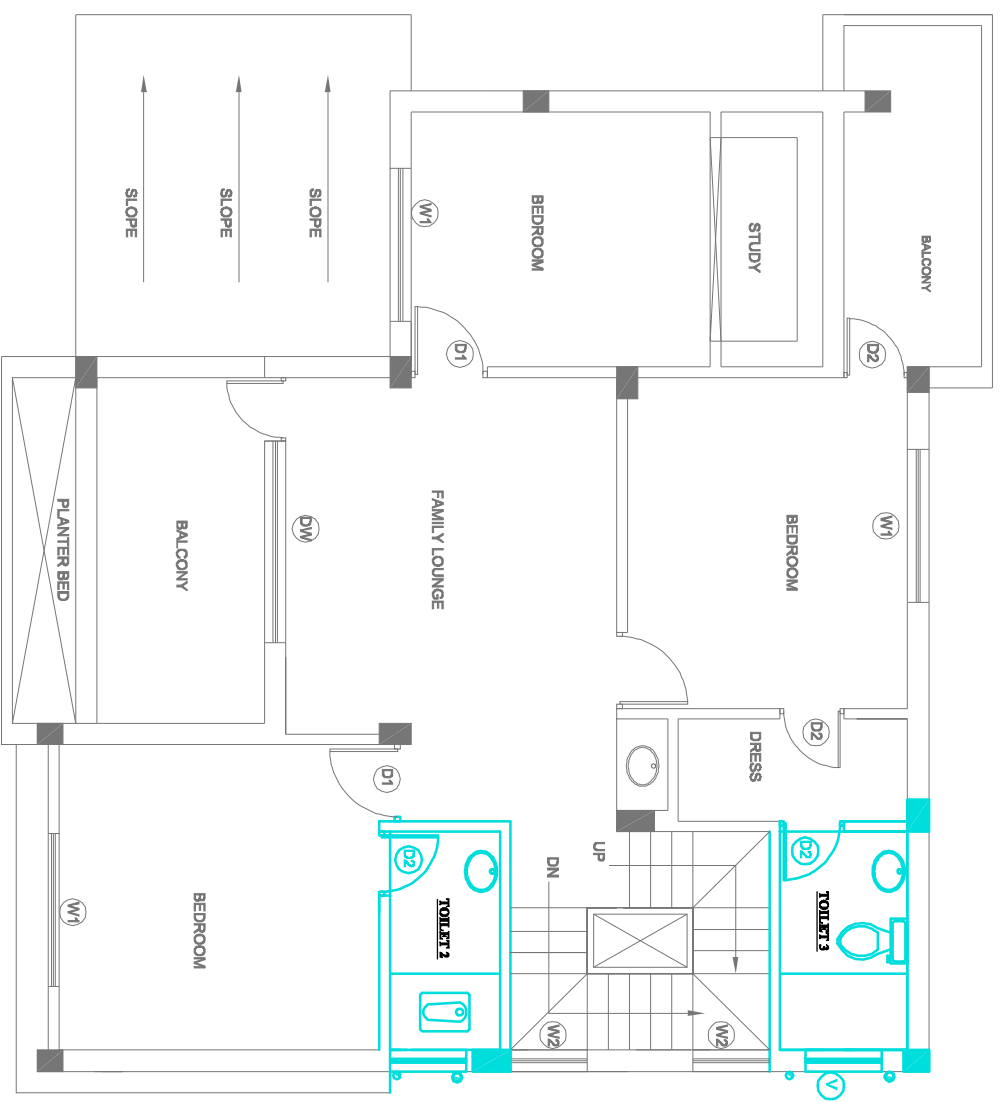 BALCONY
D2
STUDY
BEDROOM
W1
D1
SLOPE
SLOPE
SLOPE
W1
BEDROOM
FAMILY LOUNGE
DW
BALCONY
PLANTER BED
D2
DRESS
D1
D2
TOILET 3
UP
DN
D2
TOILET 2
BEDROOM
W1
W2
W2
V